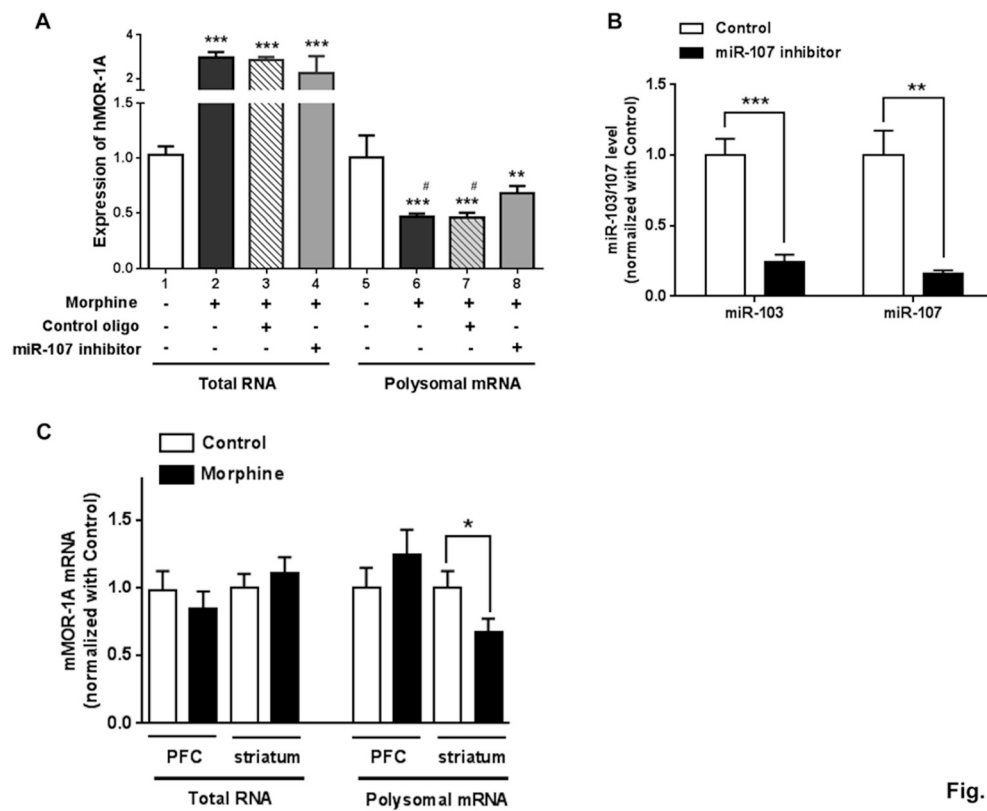 A
Expression of hMOR-1A
3
2
1.5
1.0
0.5
0.0
*** *** ***
# #
*** *** **
1 2 3 4 5 6 7 8
Morphine - + + + - + + +
Control oligo - - + - - - + -
miR-107 inhibitor - - - + - - - +
Total RNA Polysomal mRNA
B
Control
miR-107 inhibitor
miR-103/107 level
(normailized with Control)
1.5
1.0
0.5
0.0
*** **
miR-103 miR-107
C
Control
Morphine
mMOR-1A mRNA
(normalized with Control)
1.5
1.0
0.5
0.0
*
PFC striatum PFC striatum
Total RNA Polysomal mRNA
Fig.